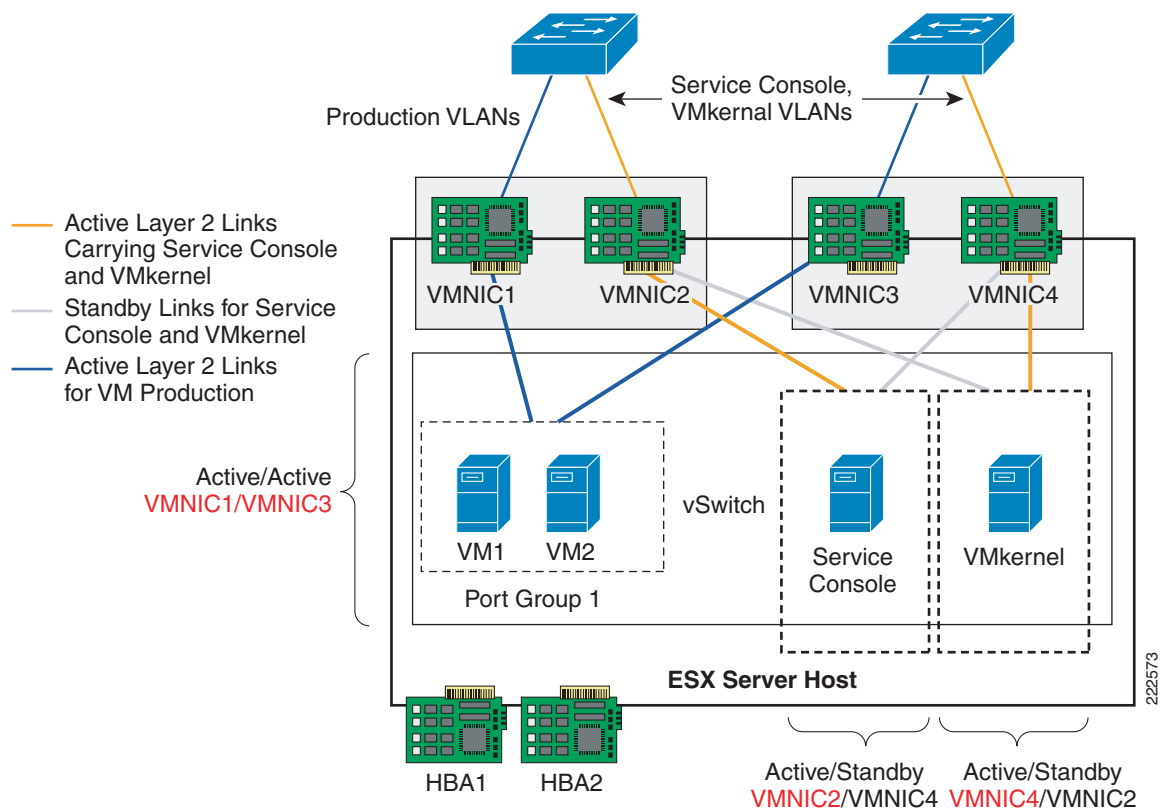 Service Console,
VMkernal VLANs
Production VLANs
Active Layer 2 Links
Carrying Service Console
and VMkernel
Standby Links for Service
Console and VMkernel
Active Layer 2 Links
for VM Production
VMNIC1
VMNIC2
VMNIC3
VMNIC4
Active/Active
VMNIC1/VMNIC3
VM1
VM2
Port Group 1
vSwitch
Service
Console
VMkernel
ESX Server Host
222573
HBA1
HBA2
Active/Standby
VMNIC2/VMNIC4
Active/Standby
VMNIC4/VMNIC2